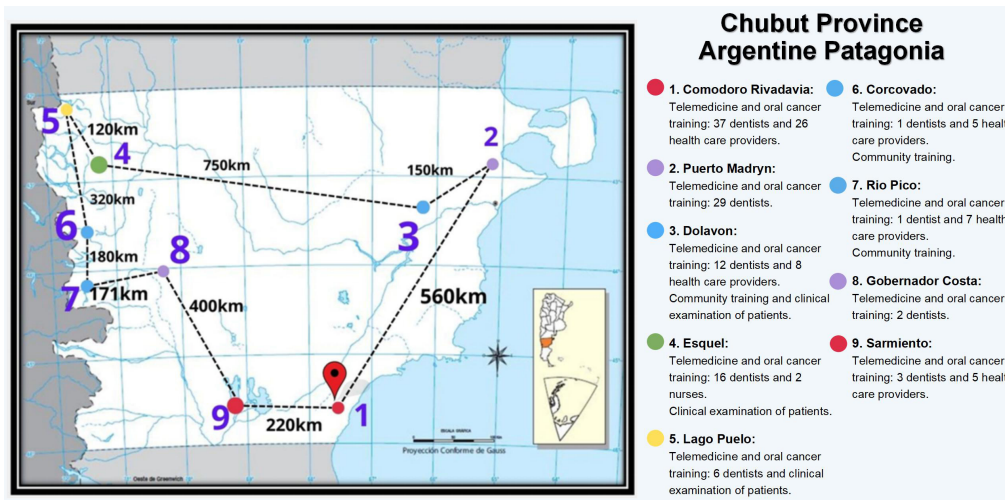 Chubut Province
Argentine Patagonia
1. Comodoro Rivadavia:
Telemedicine and oral cancer
training: 37 dentists and 26
health care providers.
2. Puerto Madryn:
Telemedicine and oral cancer
training: 29 dentists.
3. Dolavon:
Telemedicine and oral cancer
training: 12 dentists and 8
health care providers.
Community training and clinical
examination of patients.
4. Esquel:
Telemedicine and oral cancer
training: 16 dentists and 2
nurses.
Clinical examination of patients.
5. Lago Puelo:
Telemedicine and oral cancer
training: 6 dentists and clinical
examination of patients.
6. Corcovado:
Telemedicine and oral cancer
training: 1 dentists and 5 healt
care providers.
Community training.
7. Rio Pico:
Telemedicine and oral cancer
training: 1 dentist and 7 health
care providers.
Community training.
8. Gobernador Costa:
Telemedicine and oral cancer
training: 2 dentists.
9. Sarmiento:
Telemedicine and oral cancer
training: 3 dentists and 5 healt
care providers.
5
120km
4
2
750km
150km
320km
6
3
8
180km
7
171km
400km
560km
9
1
220km
ESCALA GRAFICA
Proyección Conforme de Gauss
Oeste de Greenwich